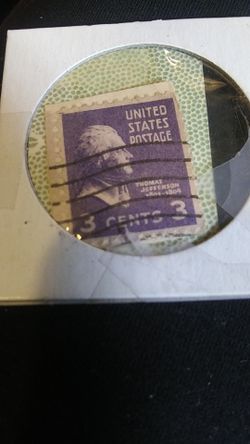 UNITED
STATES
POSTAGE
THOMAS
JEFFERSON
1801-1809
3 CENTS 3